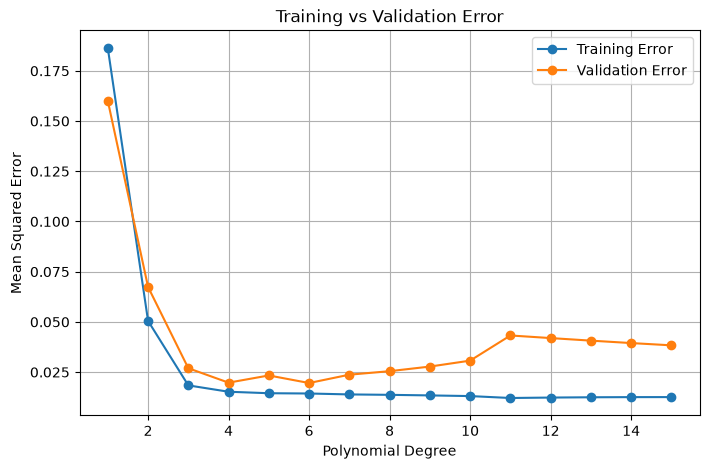 Training vs Validation Error
Training Error
Validation Error
0.175
0.150
0.125
0.100
0.075
0.050
0.025
Mean Squared Error
2 4 6 8 10 12 14
Polynomial Degree